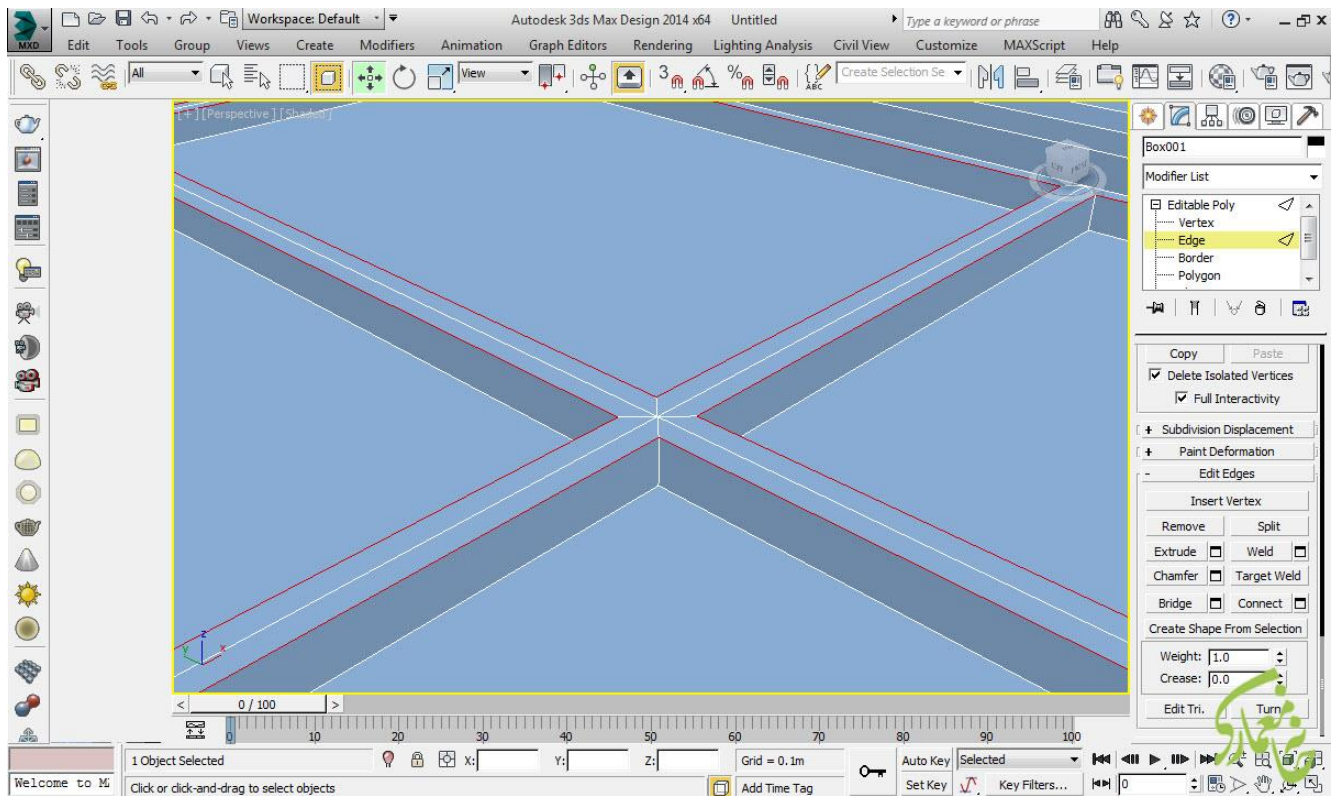 Workspace: Default
Autodesk 3ds Max Design 2014 x64 Untitled
Type a keyword or phrase
MXD
Edit Tools Group Views Create Modifiers Animation Graph Editors Rendering Lighting Analysis Civil View Customize MAXScript Help
All
View
3
%
ABC
Create Selection Se
[+][Perspective][Shaded]
Box001
Modifier List
Editable Poly
Vertex
Edge
Border
Polygon
Copy Paste
Delete Isolated Vertices
Full Interactivity
+ Subdivision Displacement
+ Paint Deformation
- Edit Edges
Insert Vertex
Remove Split
Extrude Weld
Chamfer Target Weld
Bridge Connect
Create Shape From Selection
Weight: 1.0
Crease: 0.0
Edit Tri. Turn
z
y x
< 0 / 100 >
0 10 20 30 40 50 60 70 80 90 100
1 Object Selected X: Y: Z: Grid = 0.1m Auto Key Selected
Welcome to M Click or click-and-drag to select objects Add Time Tag Set Key Key Filters... 0